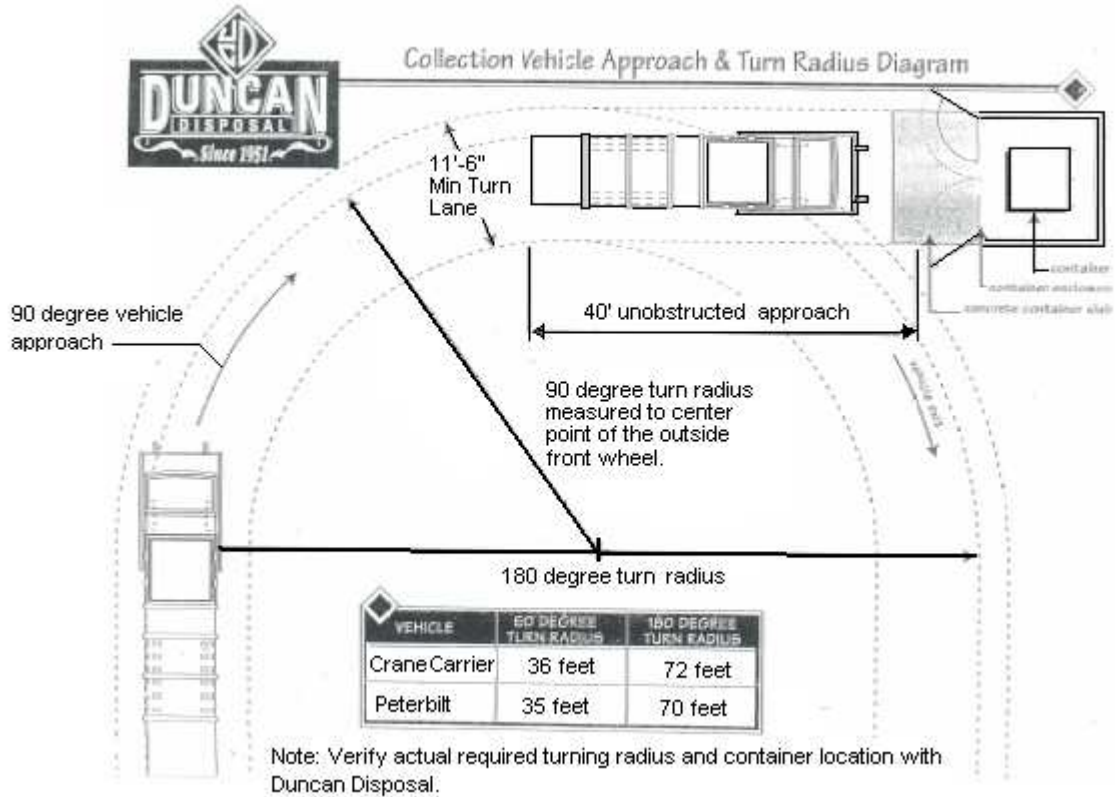 Collection Vehicle Approach & Turn Radius Diagram
DUNCAN
DISPOSAL
Since 1951
11'-6"
Min Turn
Lane
container
container enclosure
concrete container slab
40' unobstructed approach
90 degree vehicle
approach
vehicle exit
90 degree turn radius
measured to center
point of the outside
front wheel.
180 degree turn radius
VEHICLE
60 DEGREE
TURN RADIUS
180 DEGREE
TURN RADIUS
Crane Carrier
36 feet
72 feet
Peterbilt
35 feet
70 feet
Note: Verify actual required turning radius and container location with
Duncan Disposal.